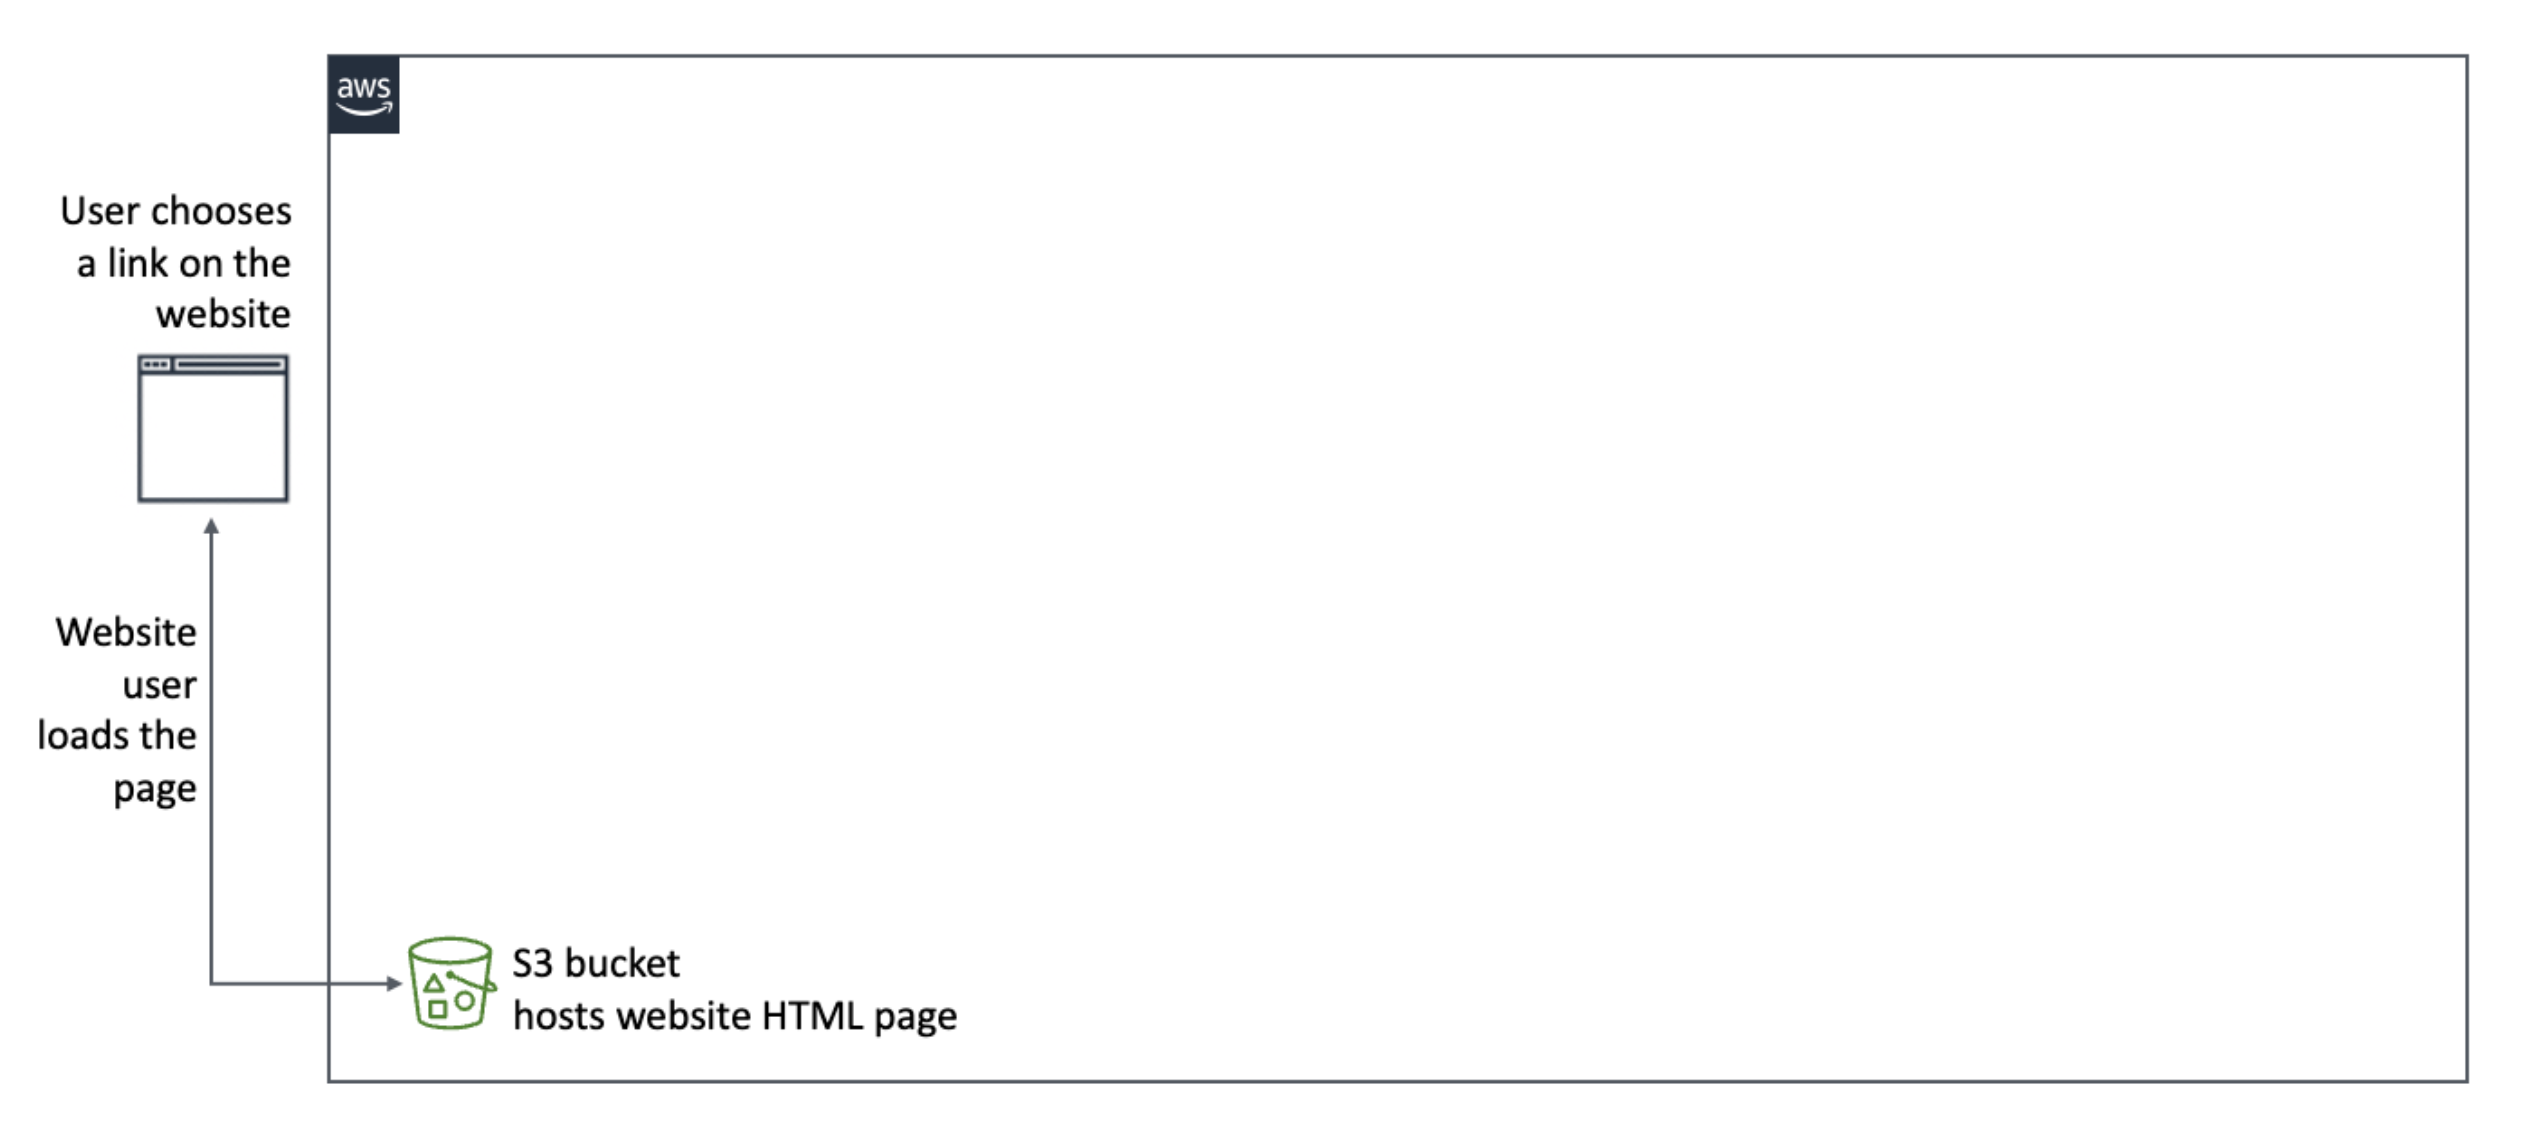 aws
User chooses
a link on the
website
Website
user
loads the
page
S3 bucket
hosts website HTML page